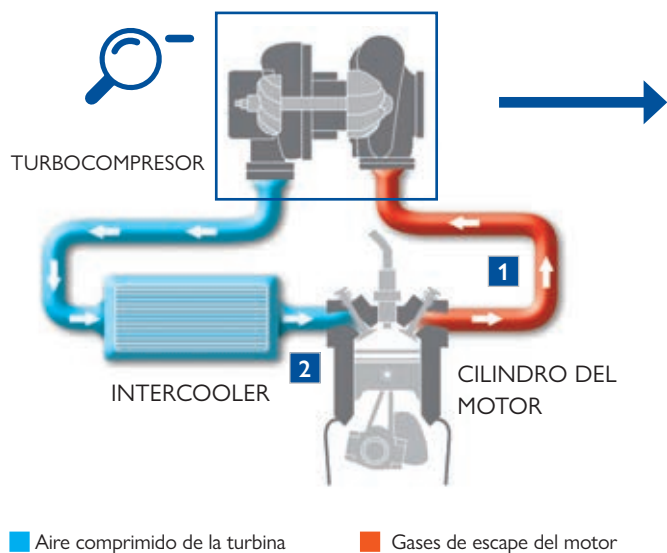 TURBOCOMPRESOR
1
2
INTERCOOLER
CILINDRO DEL
MOTOR
Aire comprimido de la turbina
Gases de escape del motor